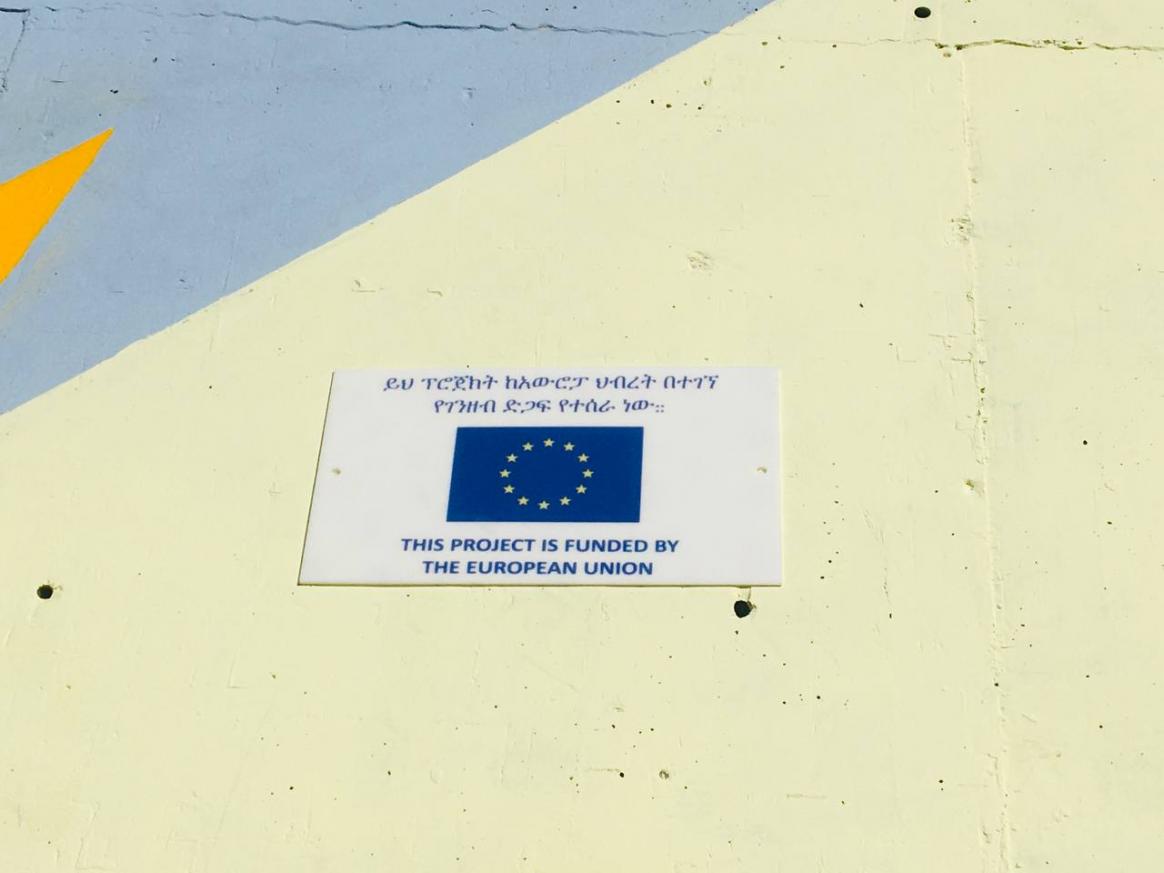 ይህ ፕሮጀክት ከአውሮፓ ህብረት በተገኘ
የገንዘብ ድጋፍ የተሰራ ነው::
THIS PROJECT IS FUNDED BY
THE EUROPEAN UNION